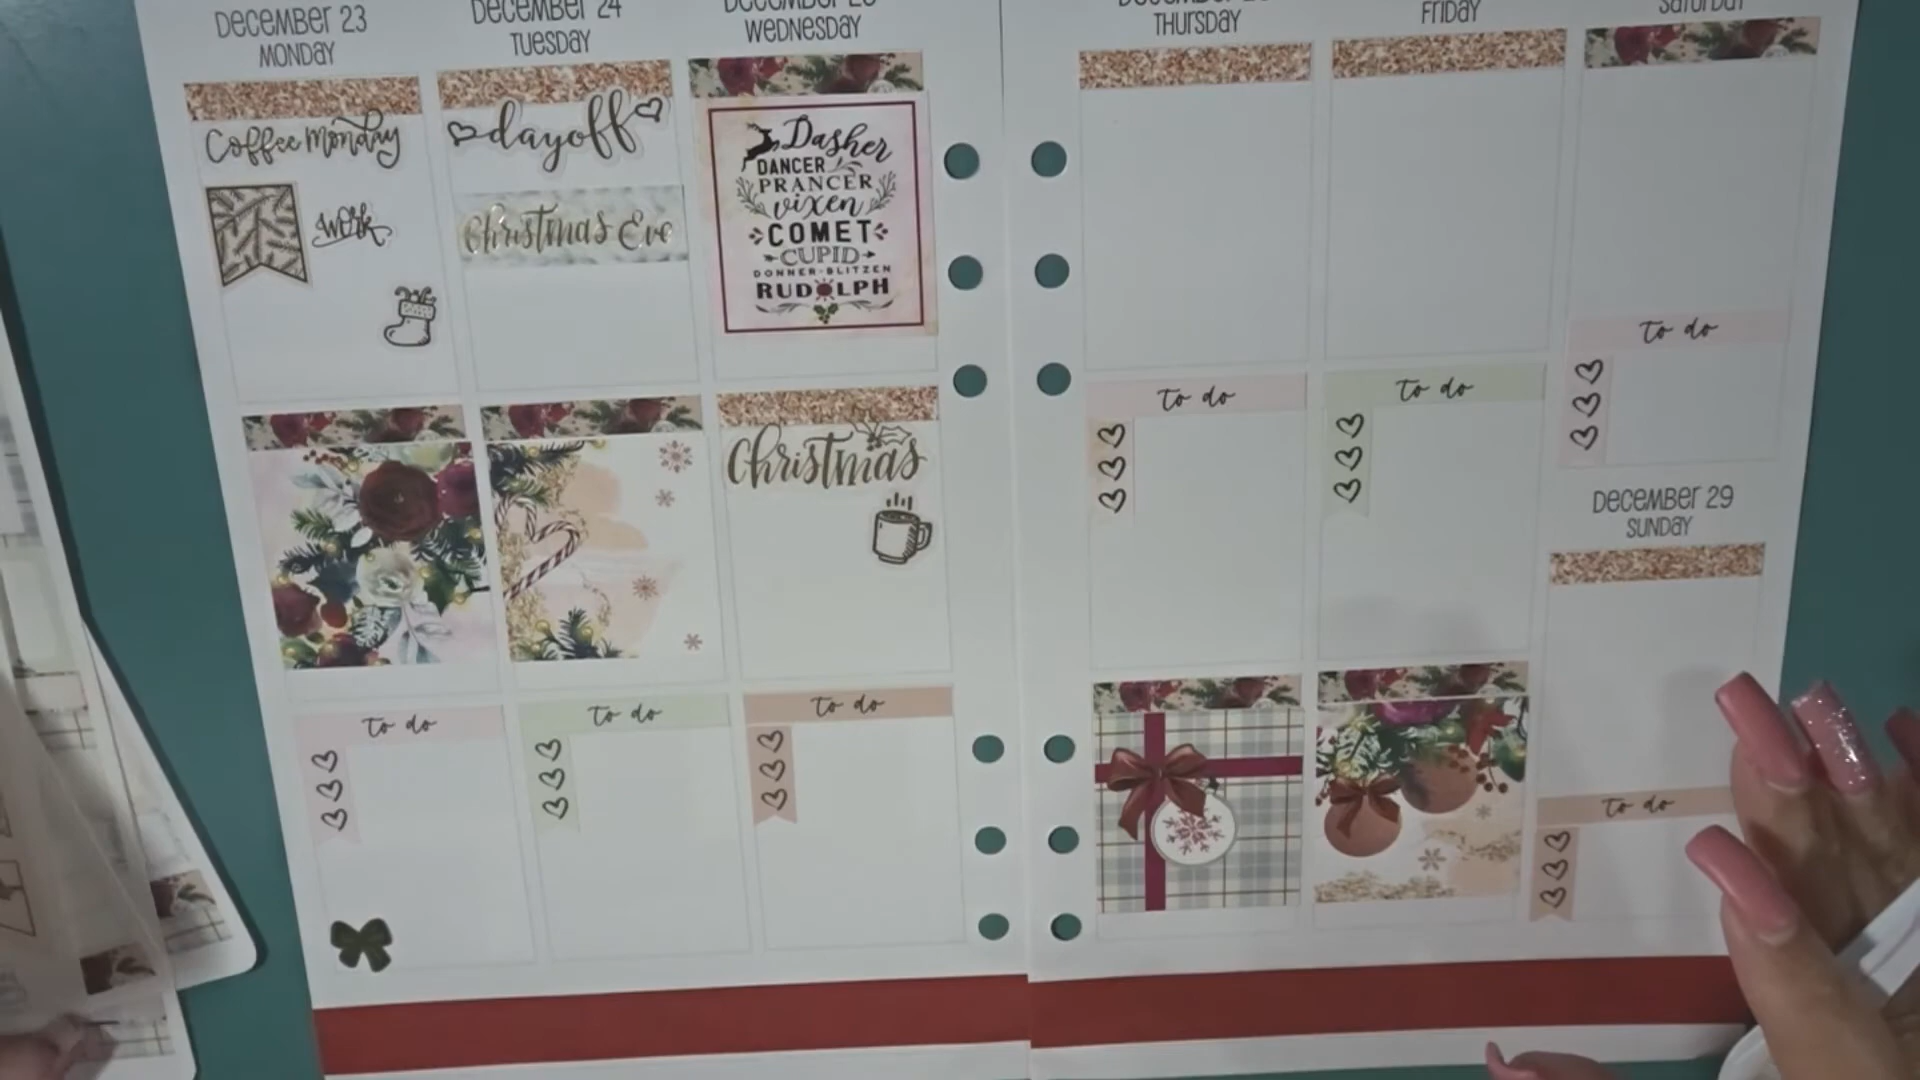 DECEMBER 23
MONDAY
Coffee Monday
work
to do
DECEMBER 24
TUESDAY
dayoff
Christmas Eve
to do
DECEMBER
WEDNESDAY
Dasher
DANCER
PRANCER
vixen
COMET
CUPID
DONNER-BLITZEN
RUDOLPH
Christmas
to do
THURSDAY
to do
FRIDAY
to do
SATURDAY
to do
DECEMBER 29
SUNDAY
to do